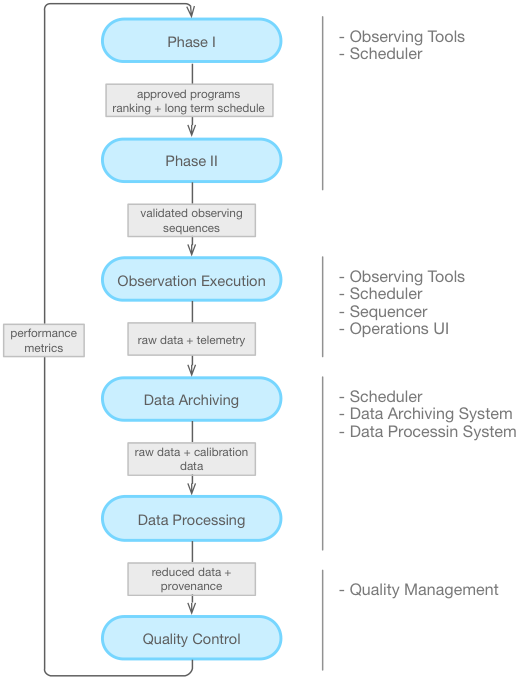 Phase I
- Observing Tools
- Scheduler
approved programs
ranking + long term schedule
Phase II
validated observing
sequences
Observation Execution
- Observing Tools
- Scheduler
- Sequencer
- Operations UI
performance
metrics
raw data + telemetry
Data Archiving
- Scheduler
- Data Archiving System
- Data Processin System
raw data + calibration
data
Data Processing
reduced data +
provenance
- Quality Management
Quality Control